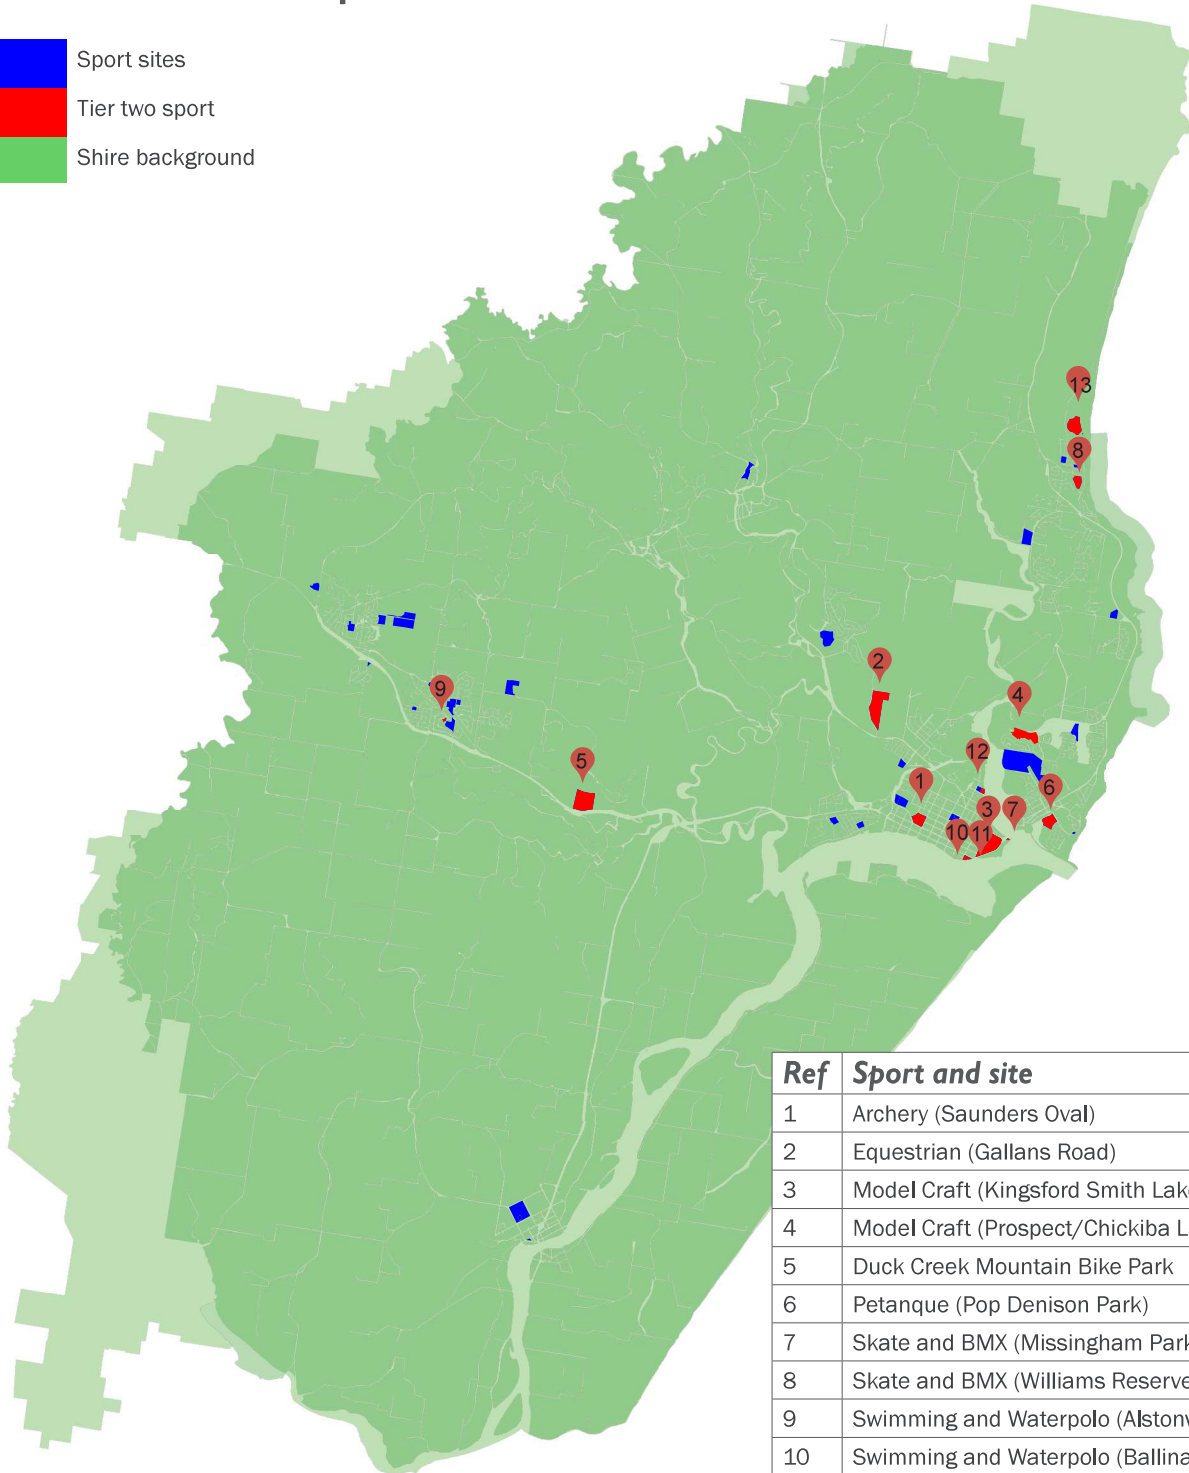 Sport sites
Tier two sport
Shire background
13
8
2
9
4
12
5
1
6
3
7
10
11
Ref Sport and site
1 Archery (Saunders Oval)
2 Equestrian (Gallans Road)
3 Model Craft (Kingsford Smith Lak
4 Model Craft (Prospect/Chickiba L
5 Duck Creek Mountain Bike Park
6 Petanque (Pop Denison Park)
7 Skate and BMX (Missingham Park
8 Skate and BMX (Williams Reserve
9 Swimming and Waterpolo (Alstonv
10 Swimming and Waterpolo (Ballina